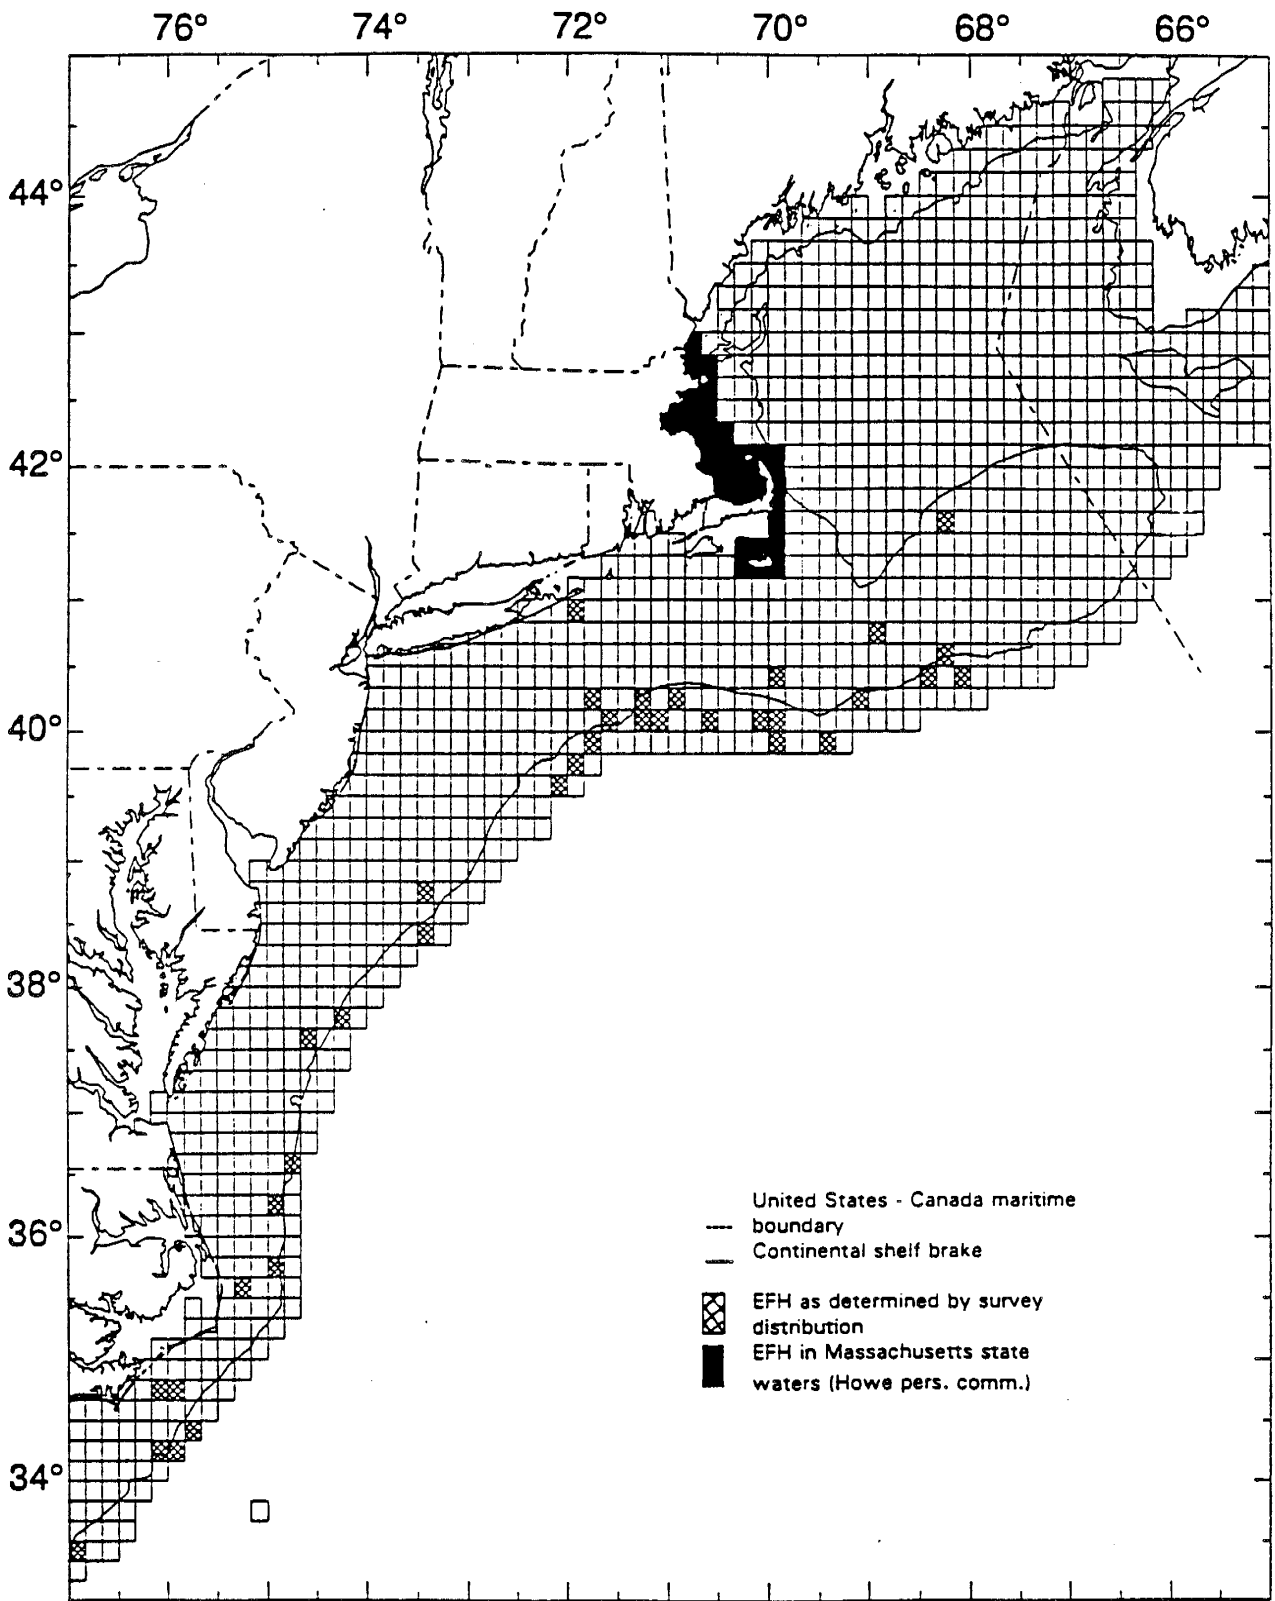 76° 74° 72° 70° 68° 66°
44°
42°
40°
38°
36°
34°
United States - Canada maritime
boundary
Continental shelf brake
EFH as determined by survey
distribution
EFH in Massachusetts state
waters (Howe pers. comm.)